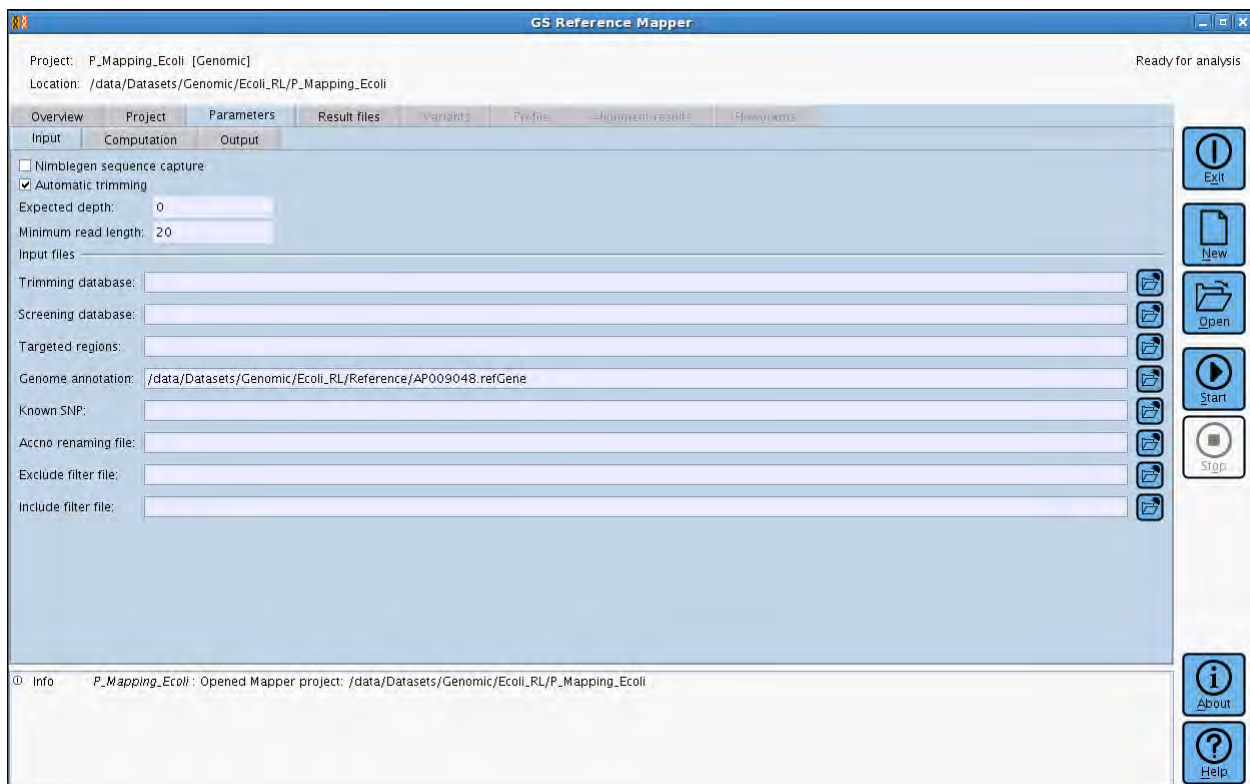 GS Reference Mapper
Project: P_Mapping_Ecoli [Genomic]
Ready for analysis
Location: /data/Datasets/Genomic/Ecoli_RL/P_Mapping_Ecoli
Overview Project Parameters Result files Variants Profile Alignment results Flowgrams
Input Computation Output
Nimblegen sequence capture
Automatic trimming
Expected depth: 0
Minimum read length: 20
Input files
Trimming database:
Screening database:
Targeted regions:
Genome annotation: /data/Datasets/Genomic/Ecoli_RL/Reference/AP009048.refGene
Known SNP:
Accno renaming file:
Exclude filter file:
Include filter file:
Exit
New
Open
Start
Stop
Info P_Mapping_Ecoli : Opened Mapper project: /data/Datasets/Genomic/Ecoli_RL/P_Mapping_Ecoli
About
Help